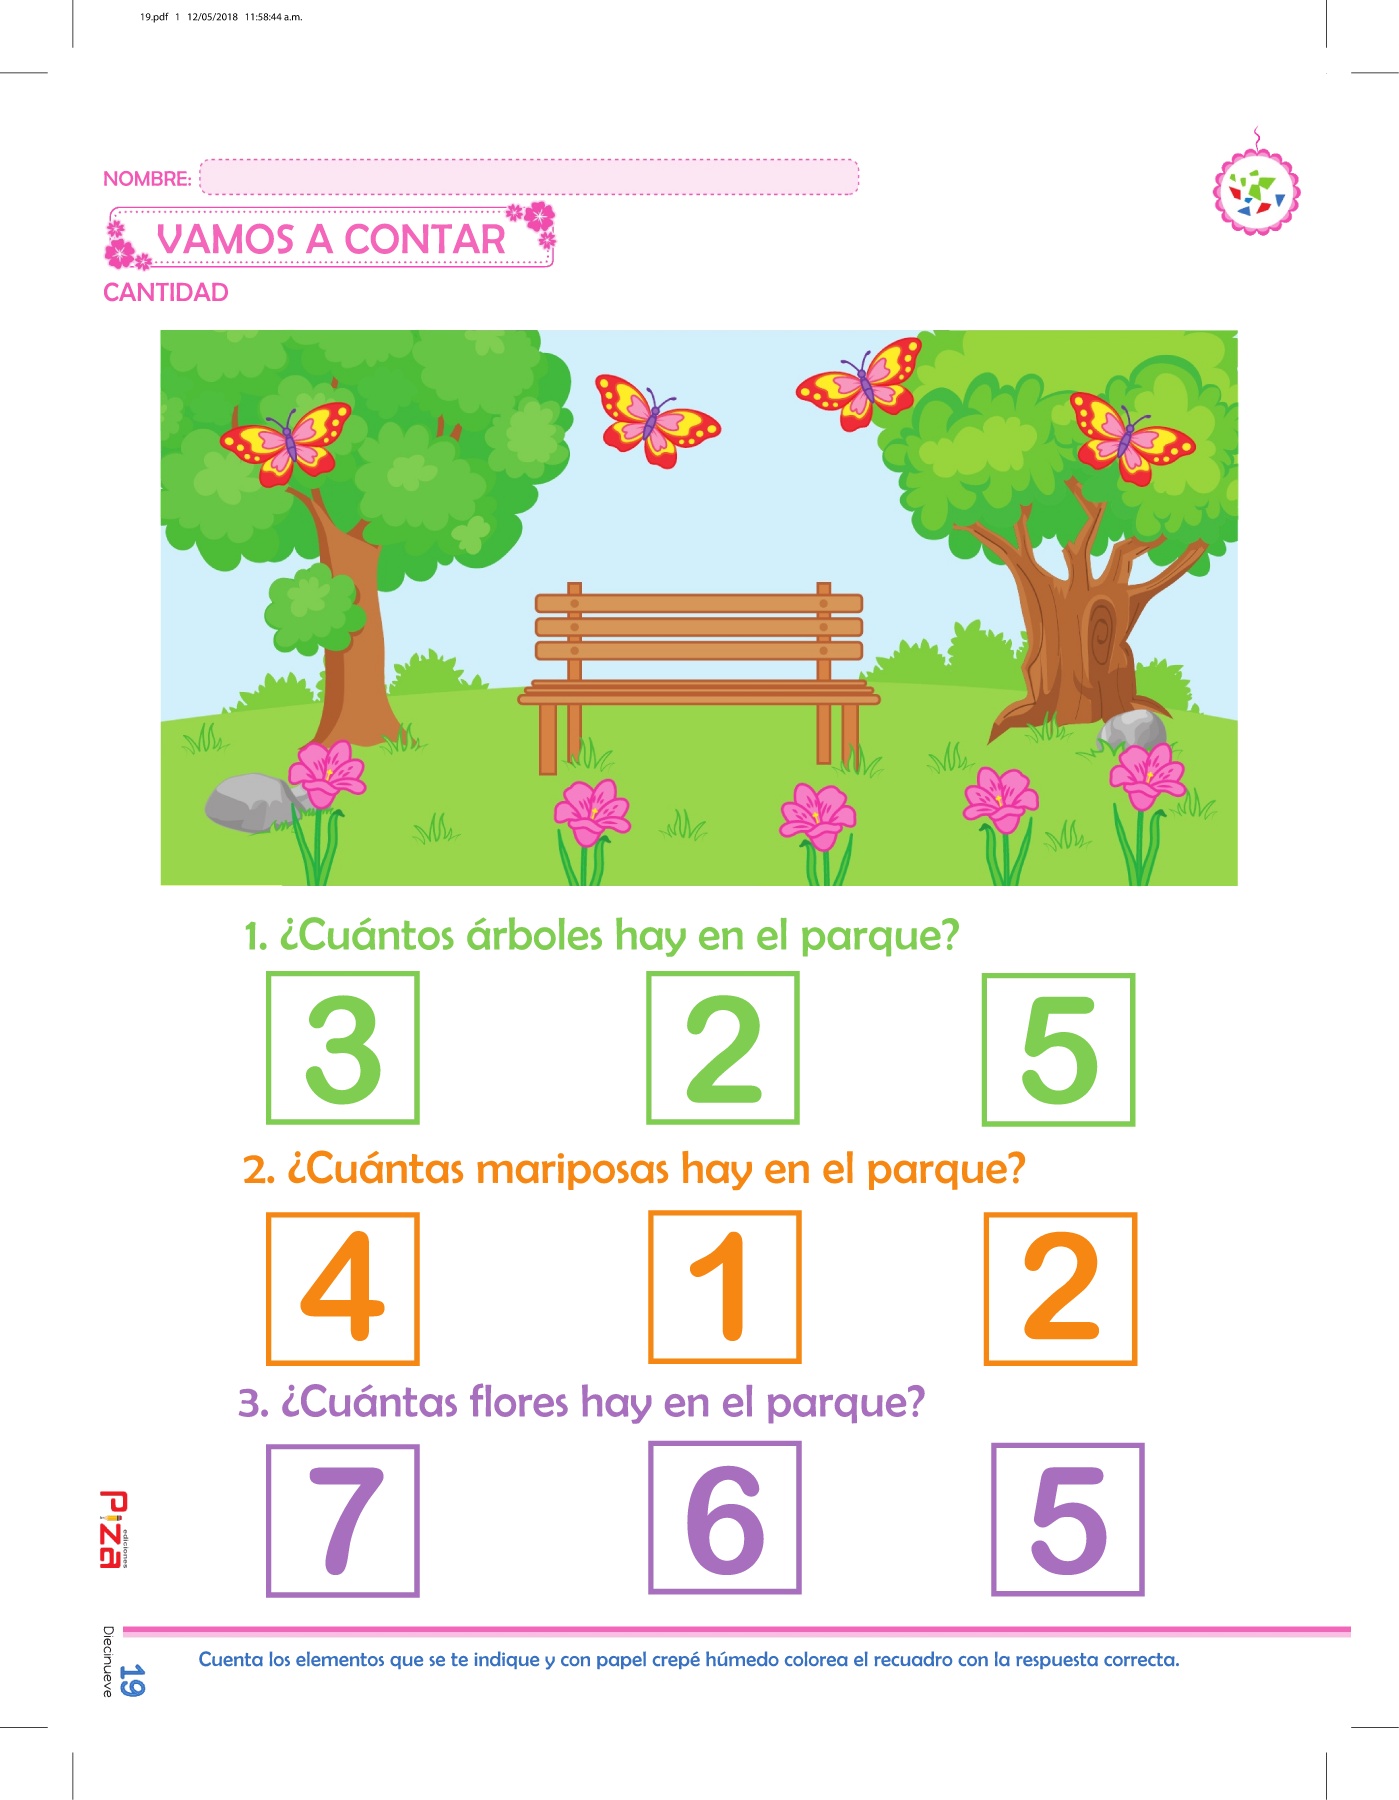 19.pdf 1 12/05/2018 11:58:44 a.m.
NOMBRE:
VAMOS A CONTAR
CANTIDAD
1. ¿Cuántos árboles hay en el parque?
3 2 5
2. ¿Cuántas mariposas hay en el parque?
4 1 2
3. ¿Cuántas flores hay en el parque?
7 6 5
Piza
ediciones
Diecinueve
19
Cuenta los elementos que se te indique y con papel crepé húmedo colorea el recuadro con la respuesta correcta.